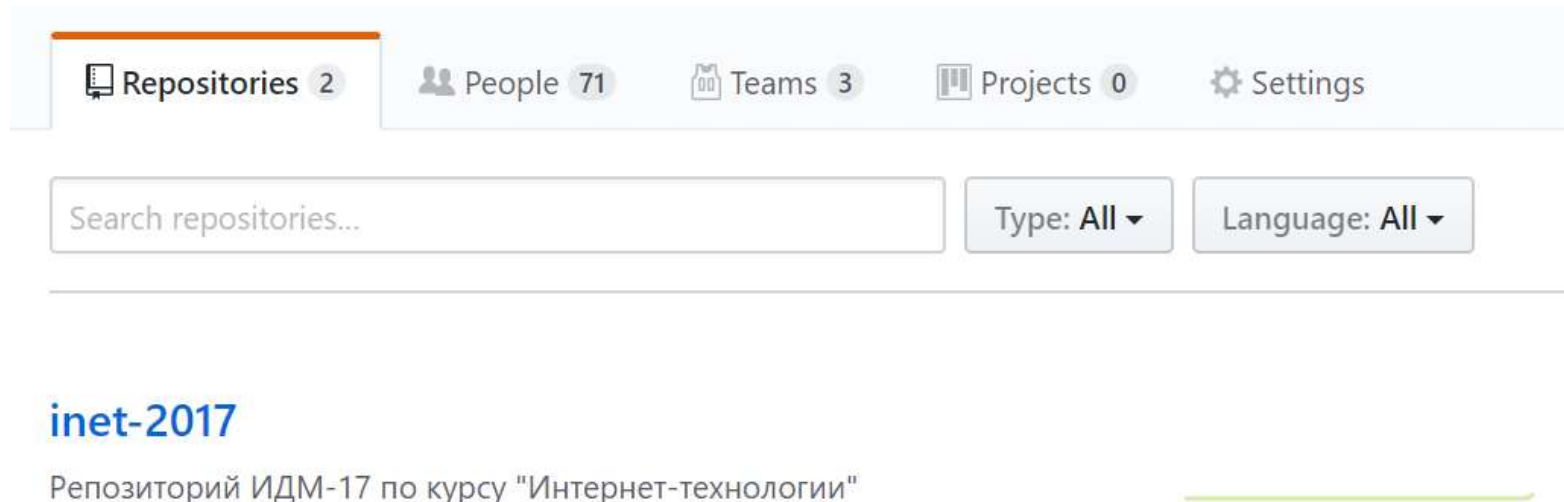 Repositories 2 People 71 Teams 3 Projects 0 Settings
Search repositories... Type: All Language: All
inet-2017
Репозиторий ИДМ-17 по курсу "Интернет-технологии"